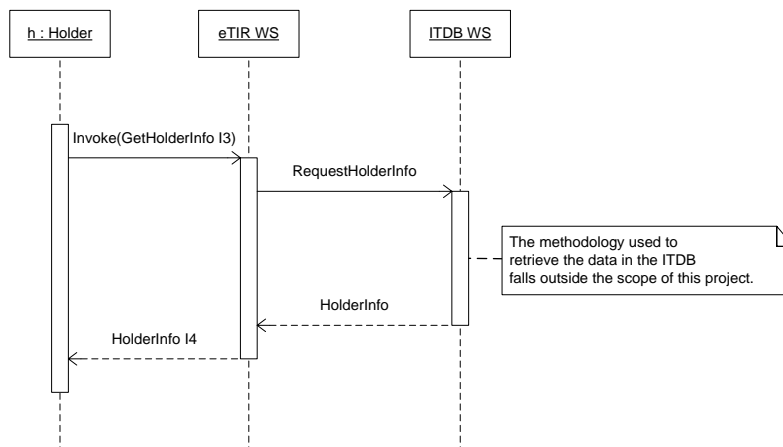 h : Holder
eTIR WS
ITDB WS
Invoke(GetHolderInfo I3)
RequestHolderInfo
The methodology used to
retrieve the data in the ITDB
falls outside the scope of this project.
HolderInfo
HolderInfo I4